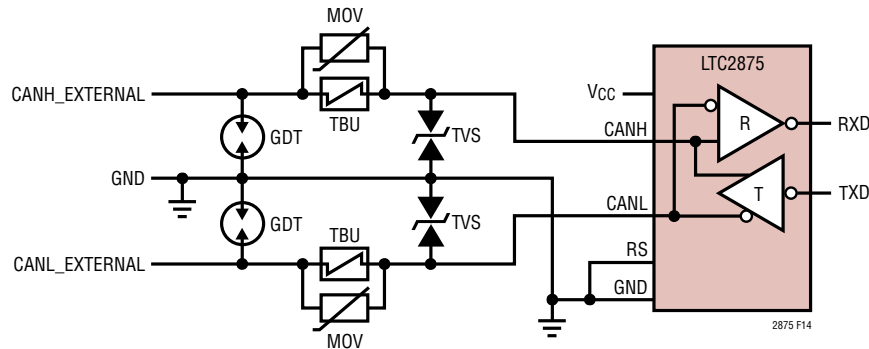 MOV
LTC2875
VCC
CANH_EXTERNAL
TBU
CANH
R
RXD
GDT
TVS
GND
T
TXD
CANL
GDT
TBU
TVS
RS
CANL_EXTERNAL
GND
MOV
2875 F14